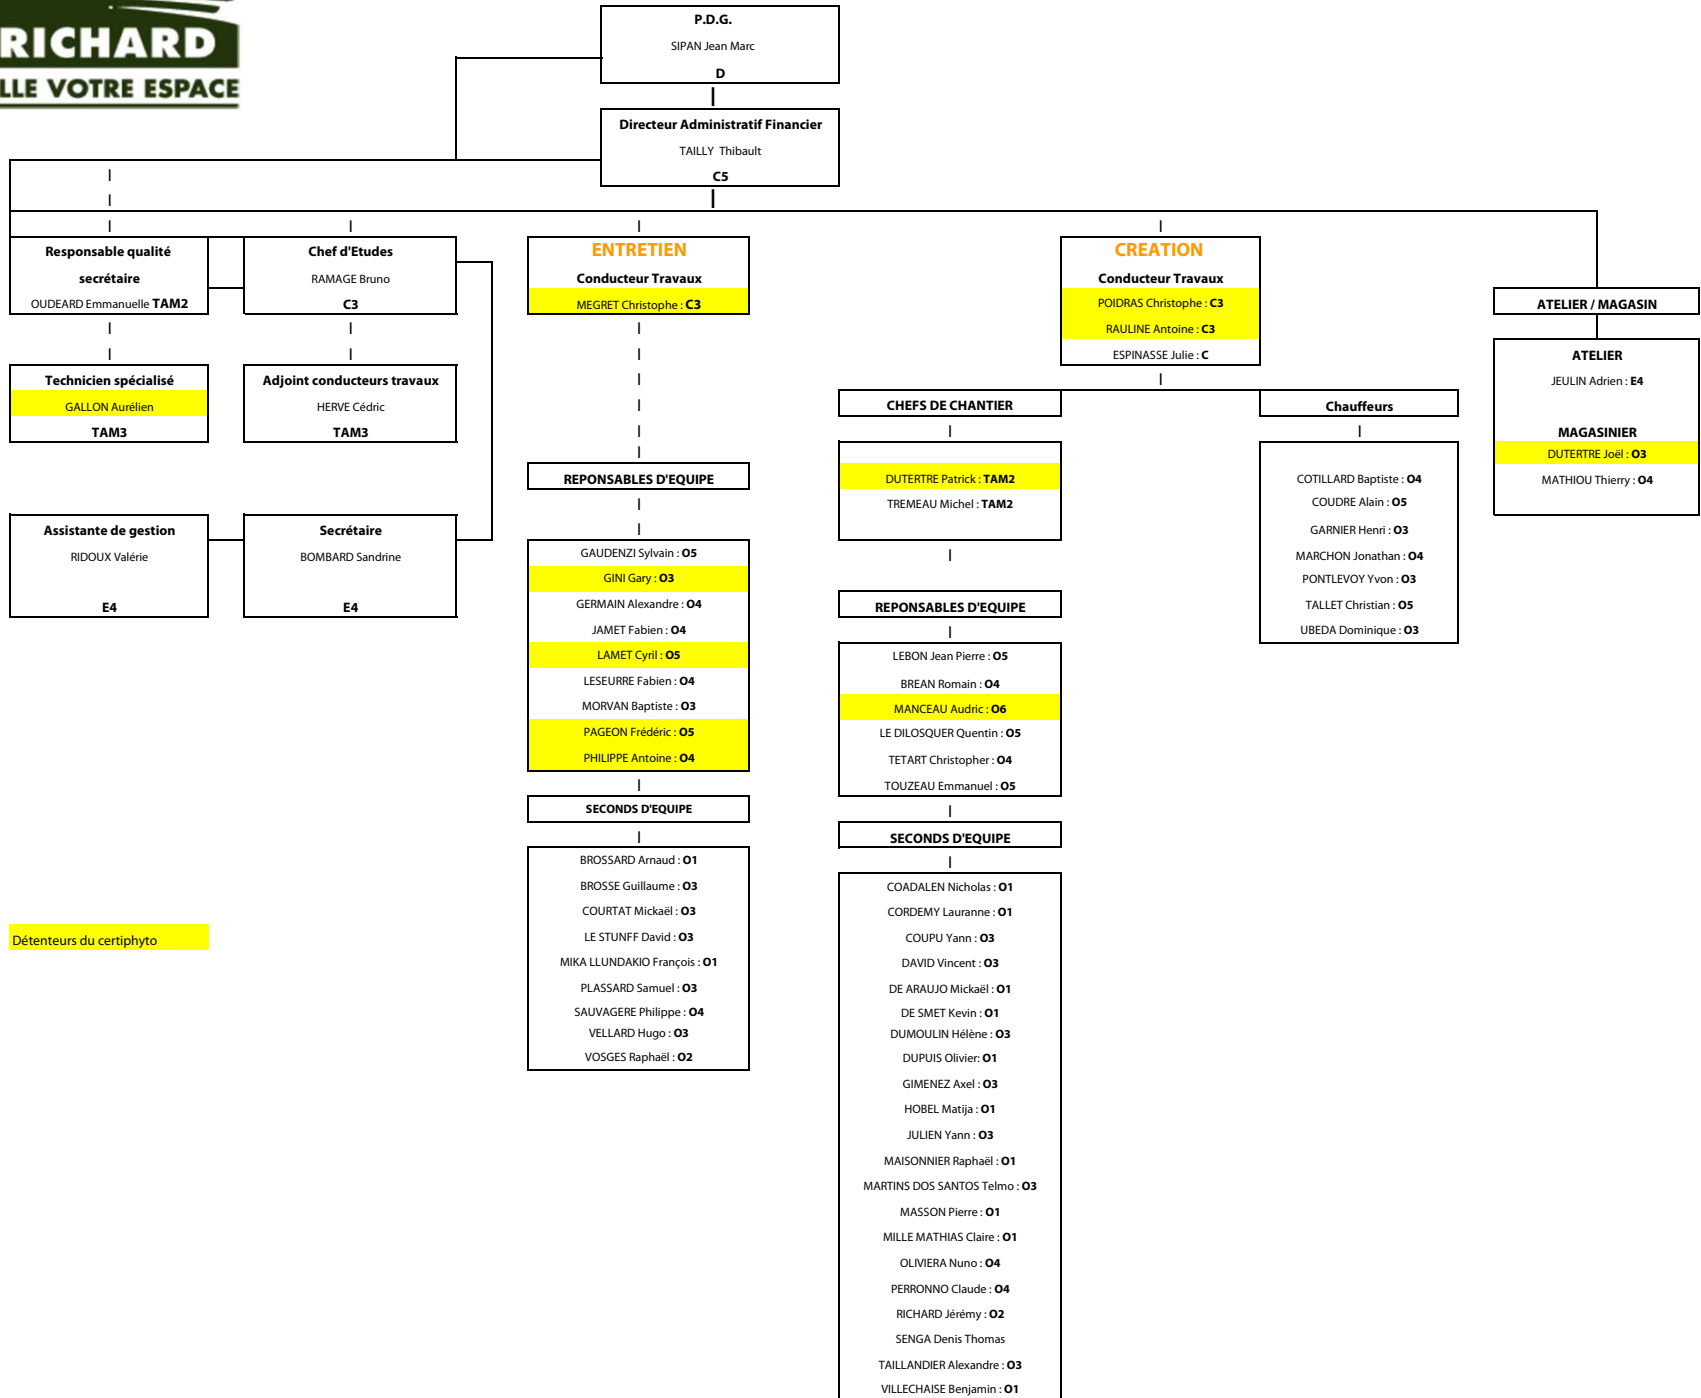 RICHARD
LLE VOTRE ESPACE
P.D.G.
SIPAN Jean Marc
D
Directeur Administratif Financier
TAILLY Thibault
C5
Responsable qualité
secrétaire
OUDEARD Emmanuelle TAM2
Chef d'Etudes
RAMAGE Bruno
C3
ENTRETIEN
Conducteur Travaux
MEGRET Christophe : C3
CREATION
Conducteur Travaux
POIDRAS Christophe : C3
RAULINE Antoine : C3
ESPINASSE Julie : C
ATELIER / MAGASIN
ATELIER
JEULIN Adrien : E4
MAGASINIER
DUTERTRE Joël : O3
MATHIOU Thierry : O4
Technicien spécialisé
GALLON Aurélien
TAM3
Adjoint conducteurs travaux
HERVE Cédric
TAM3
Assistante de gestion
RIDOUX Valérie
E4
Secrétaire
BOMBARD Sandrine
E4
REPONSABLES D'EQUIPE
GAUDENZI Sylvain : O5
GINI Gary : O3
GERMAIN Alexandre : O4
JAMET Fabien : O4
LAMET Cyril : O5
LESEURRE Fabien : O4
MORVAN Baptiste : O3
PAGEON Frédéric : O5
PHILIPPE Antoine : O4
SECONDS D'EQUIPE
BROSSARD Arnaud : O1
BROSSE Guillaume : O3
COURTAT Mickaël : O3
LE STUNFF David : O3
MIKA LLUNDAKIO François : O1
PLASSARD Samuel : O3
SAUVAGERE Philippe : O4
VELLARD Hugo : O3
VOSGES Raphaël : O2
CHEFS DE CHANTIER
DUTERTRE Patrick : TAM2
TREMEAU Michel : TAM2
REPONSABLES D'EQUIPE
LEBON Jean Pierre : O5
BREAN Romain : O4
MANCEAU Audric : O6
LE DILOSQUER Quentin : O5
TETART Christopher : O4
TOUZEAU Emmanuel : O5
SECONDS D'EQUIPE
COADALEN Nicholas : O1
CORDEMY Lauranne : O1
COUPU Yann : O3
DAVID Vincent : O3
DE ARAUJO Mickaël : O1
DE SMET Kevin : O1
DUMOULIN Hélène : O3
DUPUIS Olivier: O1
GIMENEZ Axel : O3
HOBEL Matija : O1
JULIEN Yann : O3
MAISONNIER Raphaël : O1
MARTINS DOS SANTOS Telmo : O3
MASSON Pierre : O1
MILLE MATHIAS Claire : O1
OLIVIERA Nuno : O4
PERRONNO Claude : O4
RICHARD Jérémy : O2
SENGA Denis Thomas
TAILLANDIER Alexandre : O3
VILLECHAISE Benjamin : O1
Chauffeurs
COTILLARD Baptiste : O4
COUDRE Alain : O5
GARNIER Henri : O3
MARCHON Jonathan : O4
PONTLEVOY Yvon : O3
TALLET Christian : O5
UBEDA Dominique : O3
Détenteurs du certiphyto